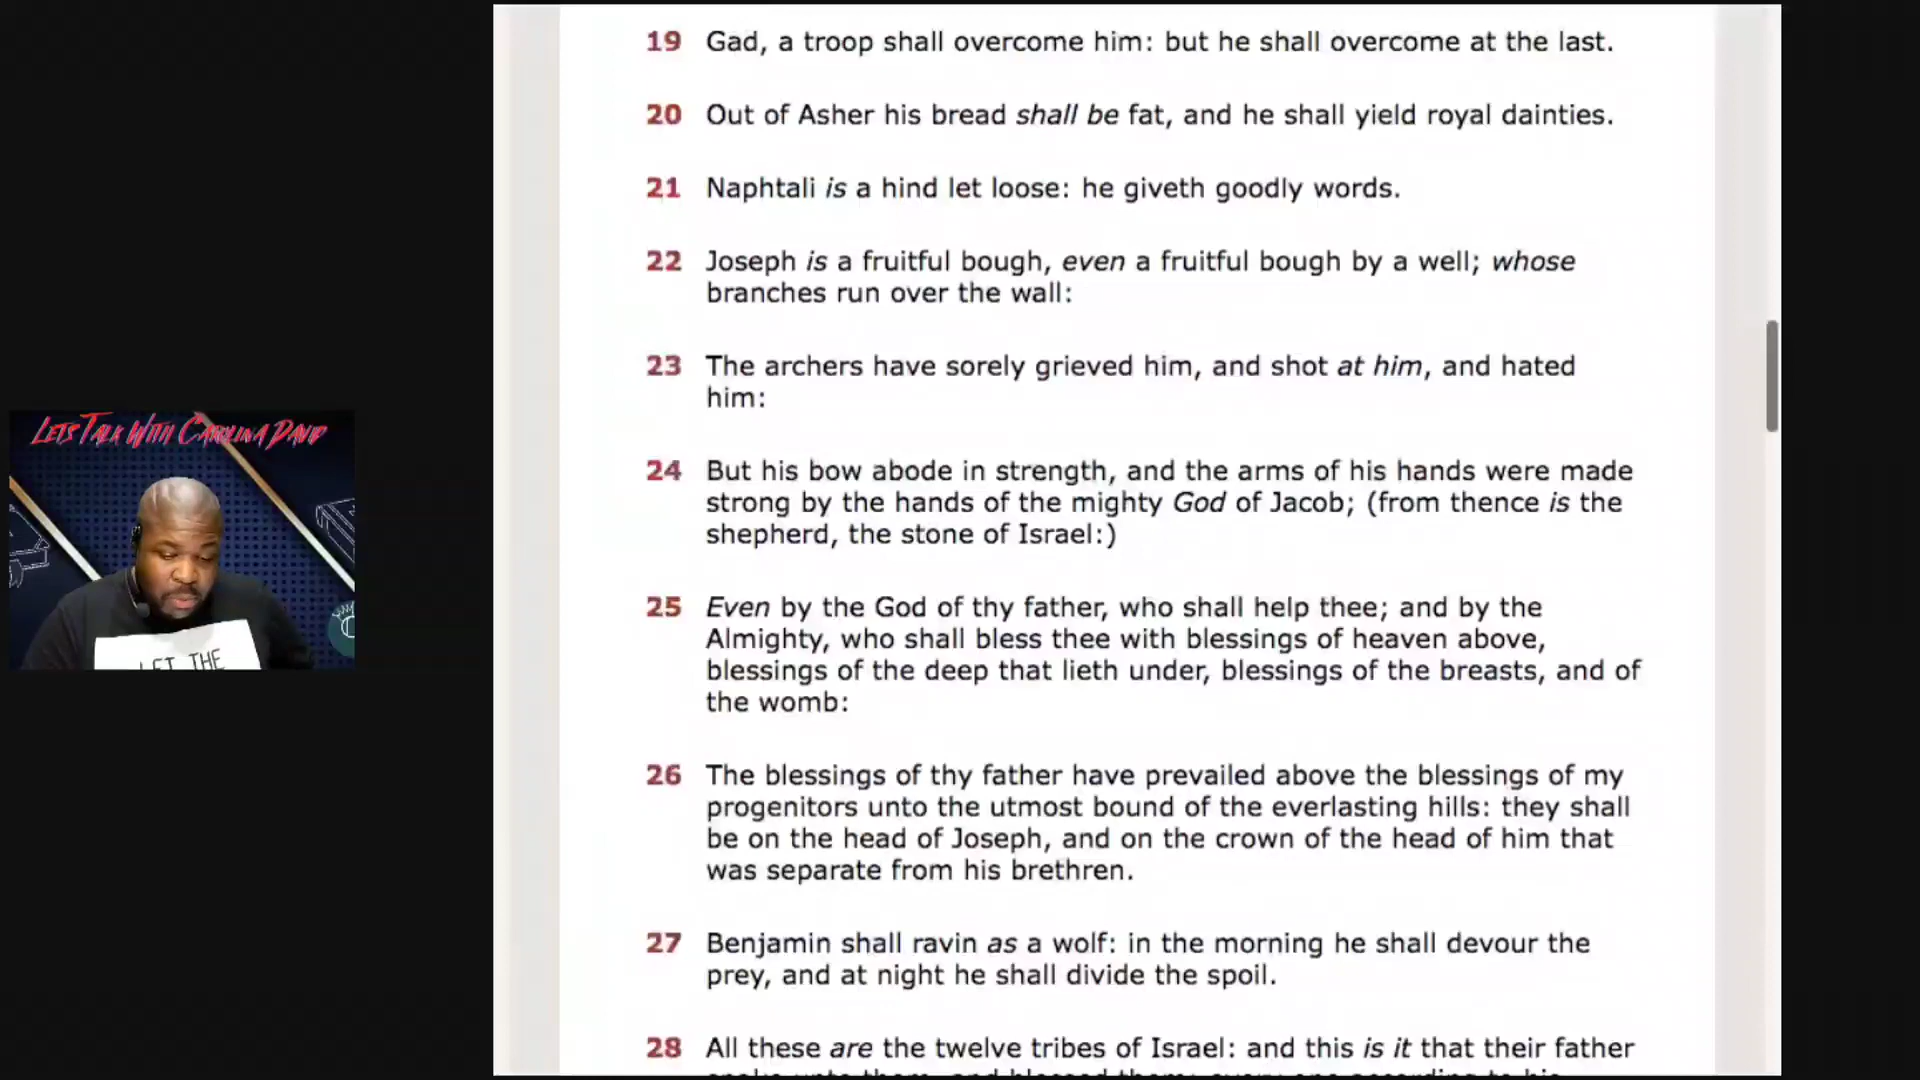 19 Gad, a troop shall overcome him: but he shall overcome at the last.
20 Out of Asher his bread shall be fat, and he shall yield royal dainties.
21 Naphtali is a hind let loose: he giveth goodly words.
22 Joseph is a fruitful bough, even a fruitful bough by a well; whose
branches run over the wall:
23 The archers have sorely grieved him, and shot at him, and hated
him:
24 But his bow abode in strength, and the arms of his hands were made
strong by the hands of the mighty God of Jacob; (from thence is the
shepherd, the stone of Israel:)
25 Even by the God of thy father, who shall help thee; and by the
Almighty, who shall bless thee with blessings of heaven above,
blessings of the deep that lieth under, blessings of the breasts, and of
the womb:
26 The blessings of thy father have prevailed above the blessings of my
progenitors unto the utmost bound of the everlasting hills: they shall
be on the head of Joseph, and on the crown of the head of him that
was separate from his brethren.
27 Benjamin shall ravin as a wolf: in the morning he shall devour the
prey, and at night he shall divide the spoil.
28 All these are the twelve tribes of Israel: and this is it that their father
LETS TALK WITH CAROLINA DAVID
LET THE